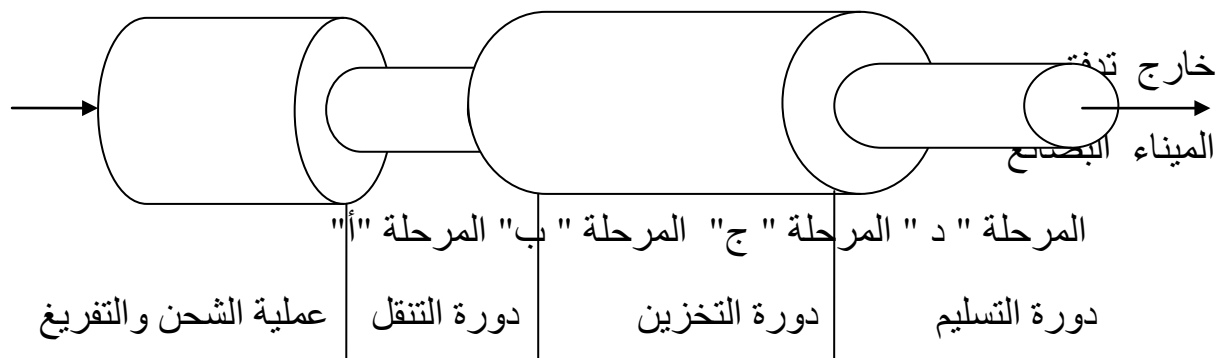 خارج تدفق
الميناء البضائع
المرحلة " د " المرحلة " ج" المرحلة " ب" المرحلة "أ"
دورة التسليم دورة التخزين دورة التنقل عملية الشحن والتفريغ